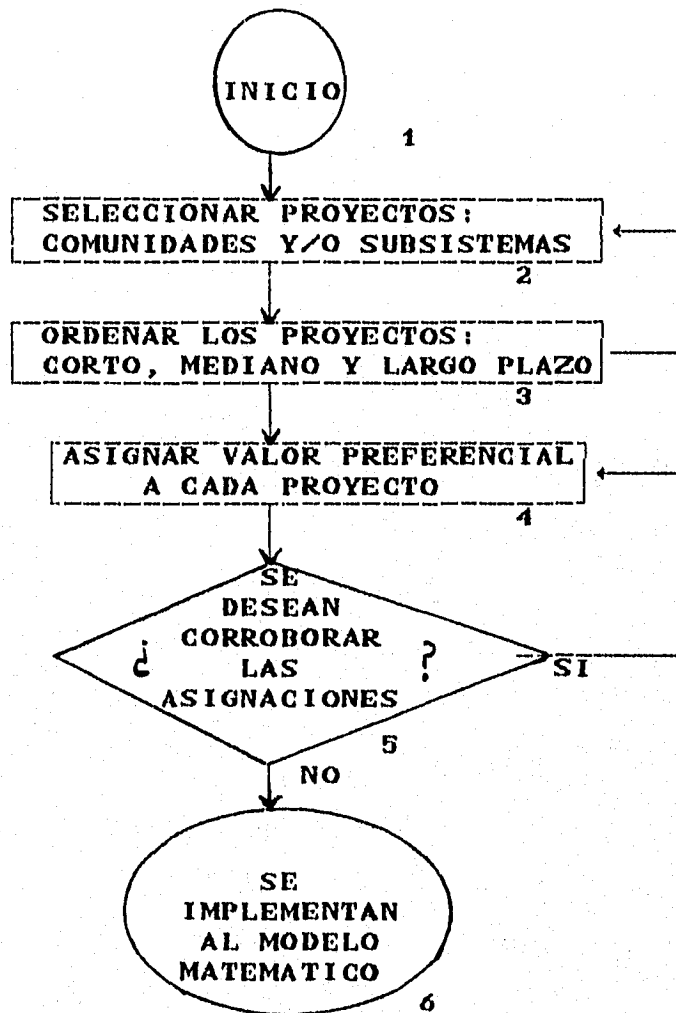 INICIO
1
SELECCIONAR PROYECTOS:
COMUNIDADES Y/O SUBSISTEMAS
2
ORDENAR LOS PROYECTOS:
CORTO, MEDIANO Y LARGO PLAZO
3
ASIGNAR VALOR PREFERENCIAL
A CADA PROYECTO
4
SE
DESEAN
¿ CORROBORAR ?
LAS
ASIGNACIONES
SI
5
NO
SE
IMPLEMENTAN
AL MODELO
MATEMATICO
6